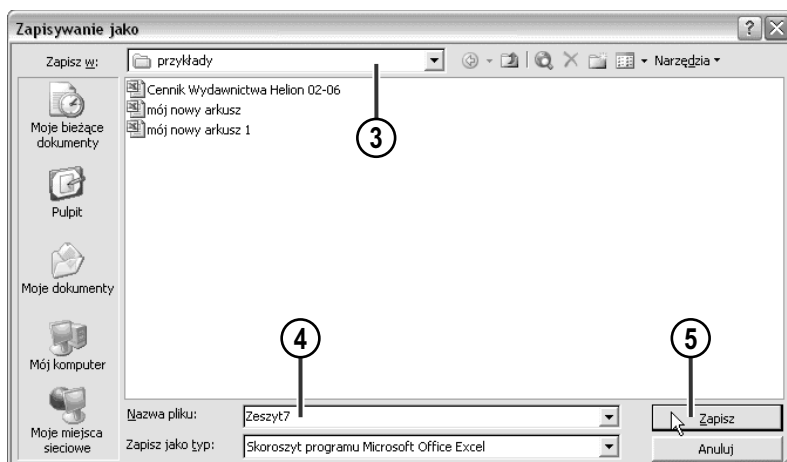 Zapisywanie jako
Zapisz w:
przykłady
Narzędzia
Cennik Wydawnictwa Helion 02-06
mój nowy arkusz
mój nowy arkusz 1
3
Moje bieżące
dokumenty
Pulpit
Moje dokumenty
Mój komputer
Moje miejsca
sieciowe
4
5
Nazwa pliku:
Zeszyt7
Zapisz
Zapisz jako typ:
Skoroszyt programu Microsoft Office Excel
Anuluj